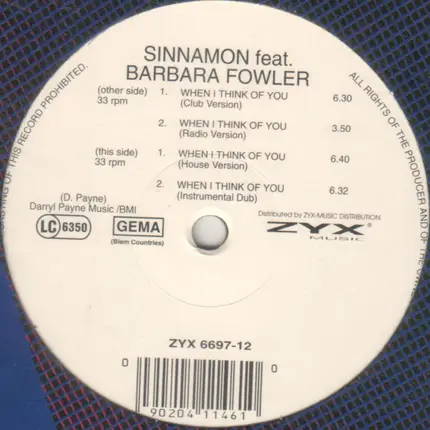 SINNAMON feat.
BARBARA FOWLER
(other side) 1. WHEN I THINK OF YOU 6.30
33 rpm (Club Version)
2. WHEN I THINK OF YOU 3.50
(Radio Version)
(this side) 1. WHEN I THINK OF YOU 6.40
33 rpm (House Version)
2. WHEN I THINK OF YOU 6.32
(Instrumental Dub)
(D. Payne)
Darryl Payne Music /BMI
LC 6350 GEMA
(Biem Countries)
Distributed by ZYX-MUSIC DISTRIBUTION
ZYX®
MUSIC
ZYX 6697-12
0 0
90204 11461
OF THIS RECORD PROHIBITED.
ALL RIGHTS OF THE PRODUCER AND OF THE